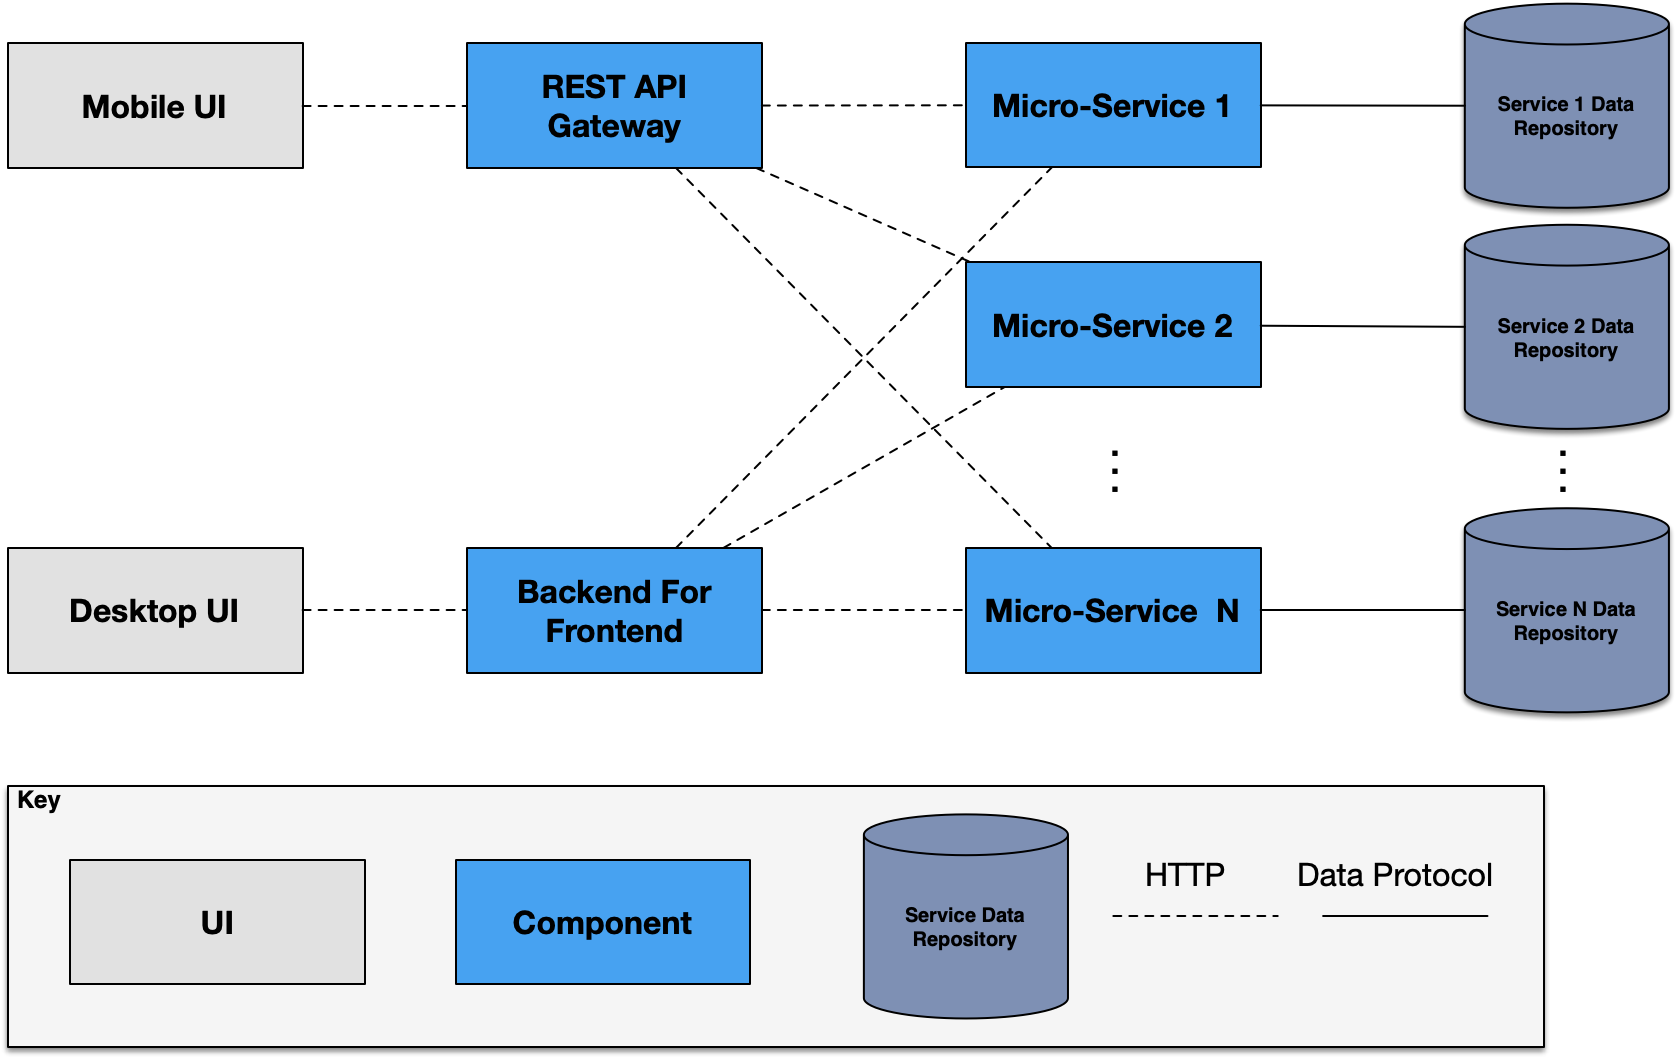 Mobile UI
REST API
Gateway
Micro-Service 1
Service 1 Data
Repository
Micro-Service 2
Service 2 Data
Repository
Desktop UI
Backend For
Frontend
Micro-Service  N
Service N Data
Repository
Key
UI
Component
Service Data
Repository
HTTP
Data Protocol